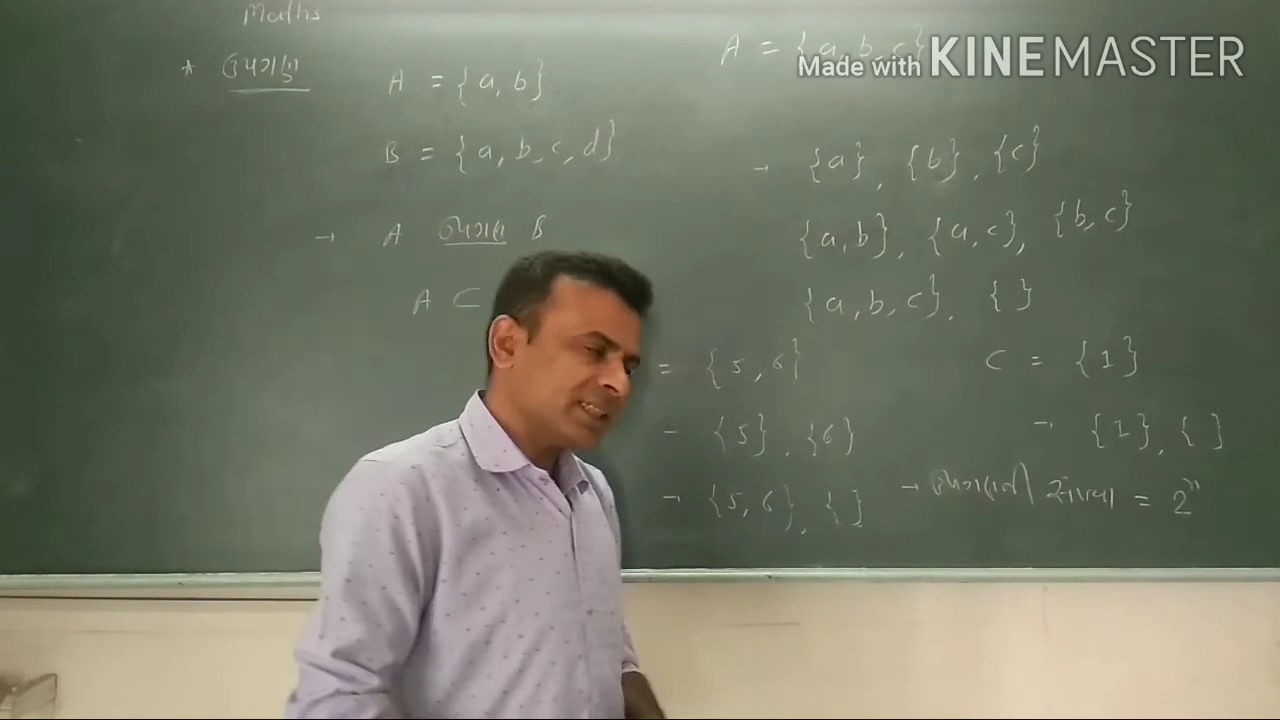 Maths
* ઉપગણ
A = {a, b}
B = {a, b, c, d}
→ A ઉપગણ B
A ⊂
A = {a, b, c}
Made with KINEMASTER
→ {a}, {b}, {c}
{a, b}, {a, c}, {b, c}
{a, b, c}, { }
= {5, 6}
→ {5}, {6}
→ {5, 6}, { }
C = {1}
→ {1}, { }
→ ઉપગણની સંખ્યા = 2ⁿ